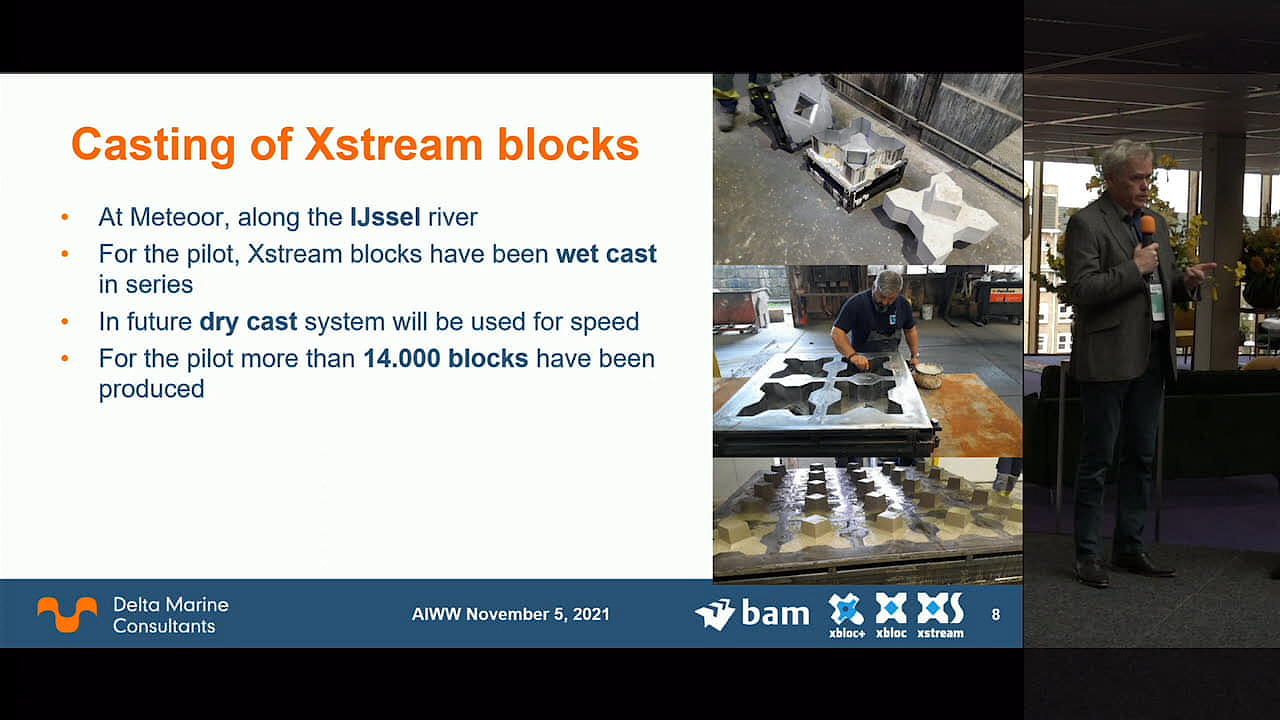 Casting of Xstream blocks
• At Meteoor, along the IJssel river
• For the pilot, Xstream blocks have been wet cast
in series
• In future dry cast system will be used for speed
• For the pilot more than 14.000 blocks have been
produced
Delta Marine
Consultants
AIWW November 5, 2021
bam
xbloc+
xbloc
xstream
8